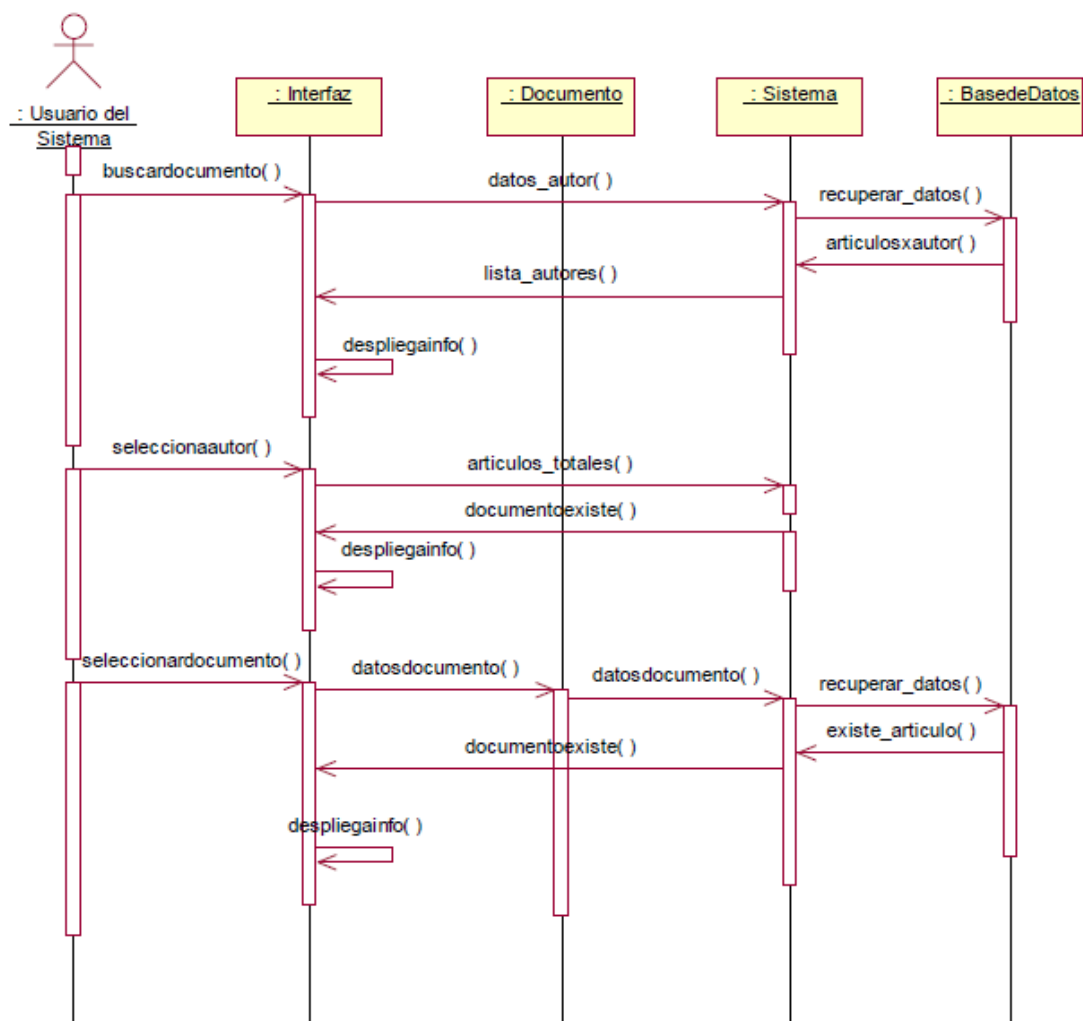 : Usuario del
Sistema
: Interfaz
: Documento
: Sistema
: BasedeDatos
buscardocumento( )
datos_autor( )
recuperar_datos( )
articulosxautor( )
lista_autores( )
despliegainfo( )
seleccionaautor( )
articulos_totales( )
documentoexiste( )
despliegainfo( )
seleccionardocumento( )
datosdocumento( )
datosdocumento( )
recuperar_datos( )
existe_articulo( )
documentoexiste( )
despliegainfo( )